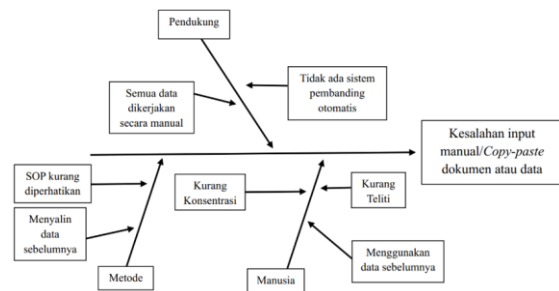 Pendukung
Semua data
dikerjakan
secara manual
Tidak ada sistem
pembanding
otomatis
Kesalahan input
manual/Copy-paste
dokumen atau data
SOP kurang
diperhatikan
Menyalin
data
sebelumnya
Kurang
Konsentrasi
Kurang
Teliti
Menggunakan
data sebelumnya
Metode
Manusia